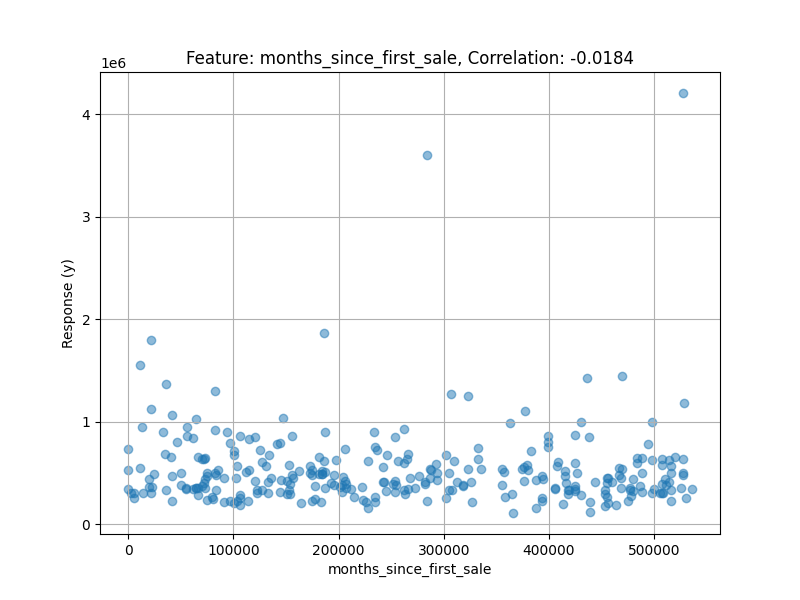 Feature: months_since_first_sale, Correlation: -0.0184
1e6
4
3
2
1
0
Response (y)
0 100000 200000 300000 400000 500000
months_since_first_sale